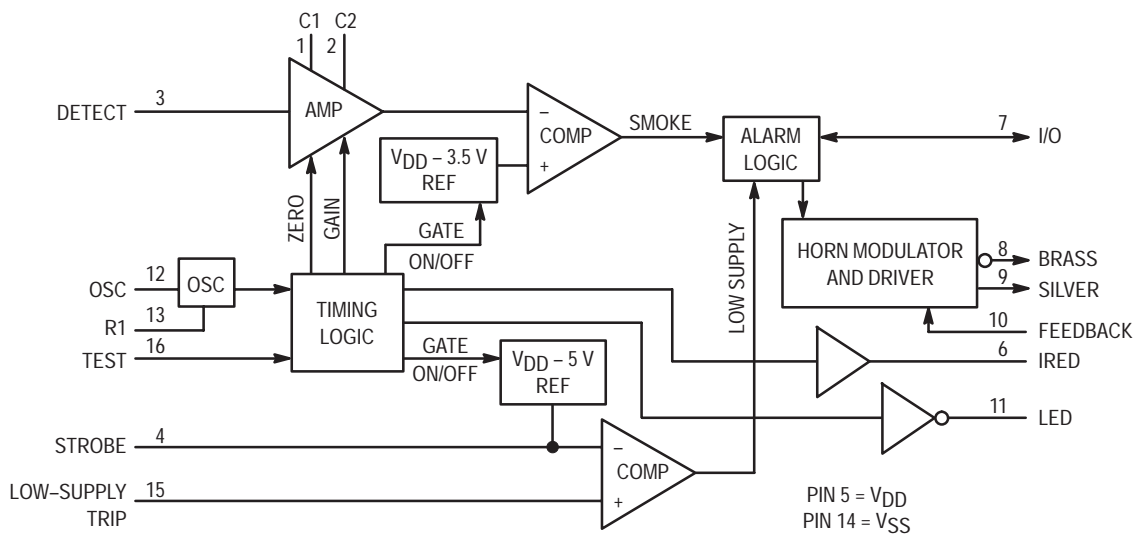 C1 C2
1 2
DETECT 3
AMP
–
COMP
+
SMOKE
ALARM
LOGIC
7 I/O
VDD – 3.5 V
REF
ZERO
GAIN
GATE
ON/OFF
LOW SUPPLY
HORN MODULATOR
AND DRIVER
8 BRASS
9 SILVER
10 FEEDBACK
OSC 12
OSC
R1 13
TEST 16
TIMING
LOGIC
GATE
ON/OFF
VDD – 5 V
REF
6 IRED
11 LED
STROBE 4
–
COMP
+
LOW–SUPPLY
TRIP
15
PIN 5 = VDD
PIN 14 = VSS